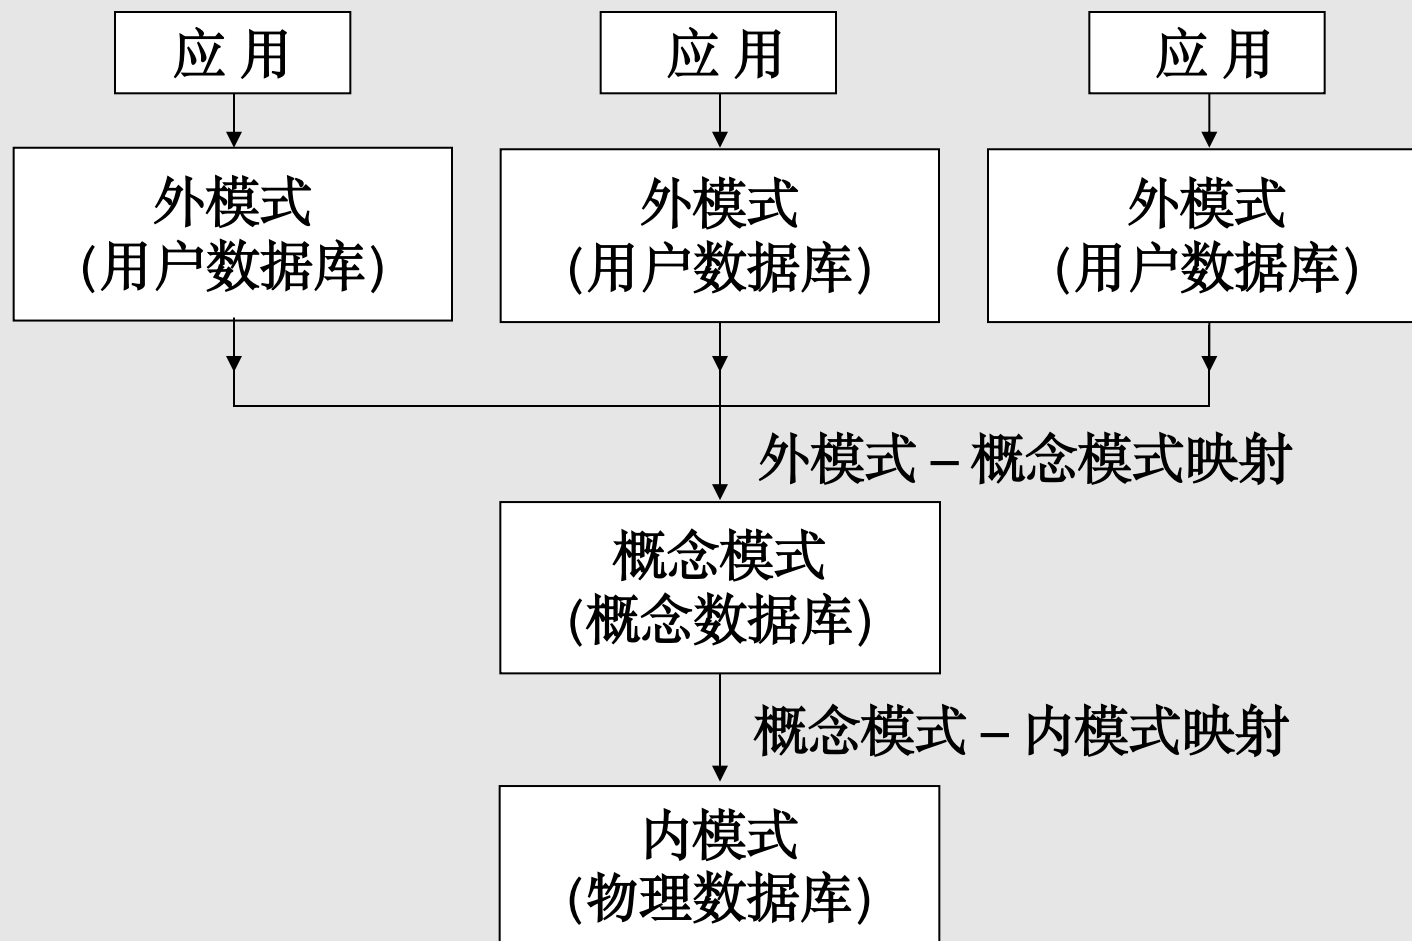 应 用
应 用
应 用
外模式
（用户数据库）
外模式
（用户数据库）
外模式
（用户数据库）
外模式 – 概念模式映射
概念模式
（概念数据库）
概念模式 – 内模式映射
内模式
（物理数据库）